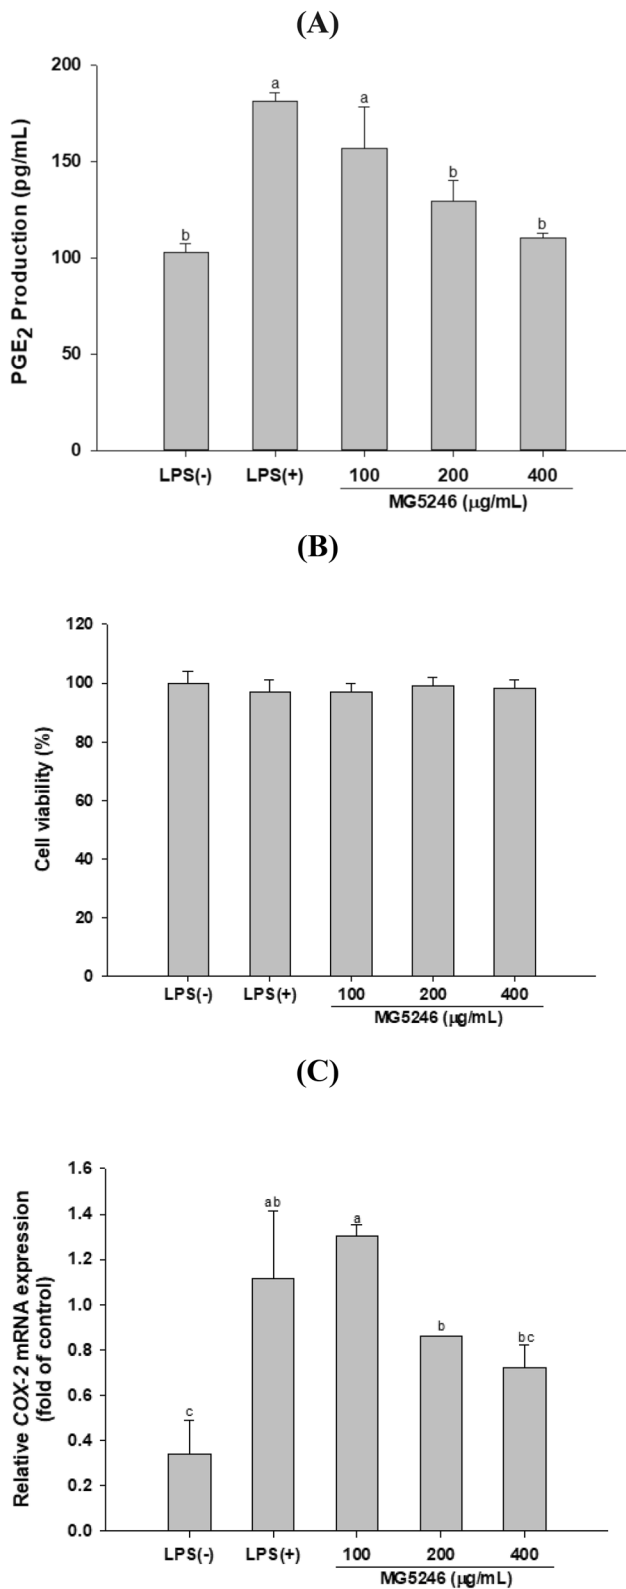 (A)
PGE2 Production (pg/mL)
200
150
100
50
0
b
a
a
b
b
LPS(-) LPS(+) 100 200 400
MG5246 (μg/mL)
(B)
Cell viability (%)
120
100
80
60
40
20
0
LPS(-) LPS(+) 100 200 400
MG5246 (μg/mL)
(C)
Relative COX-2 mRNA expression
(fold of control)
1.6
1.4
1.2
1.0
0.8
0.6
0.4
0.2
0.0
c
ab
a
b
bc
LPS(-) LPS(+) 100 200 400
MG5246 (μg/mL)